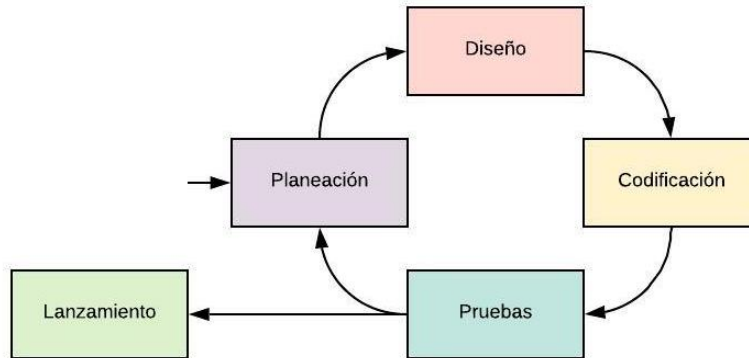 Diseño
Planeación
Codificación
Lanzamiento
Pruebas